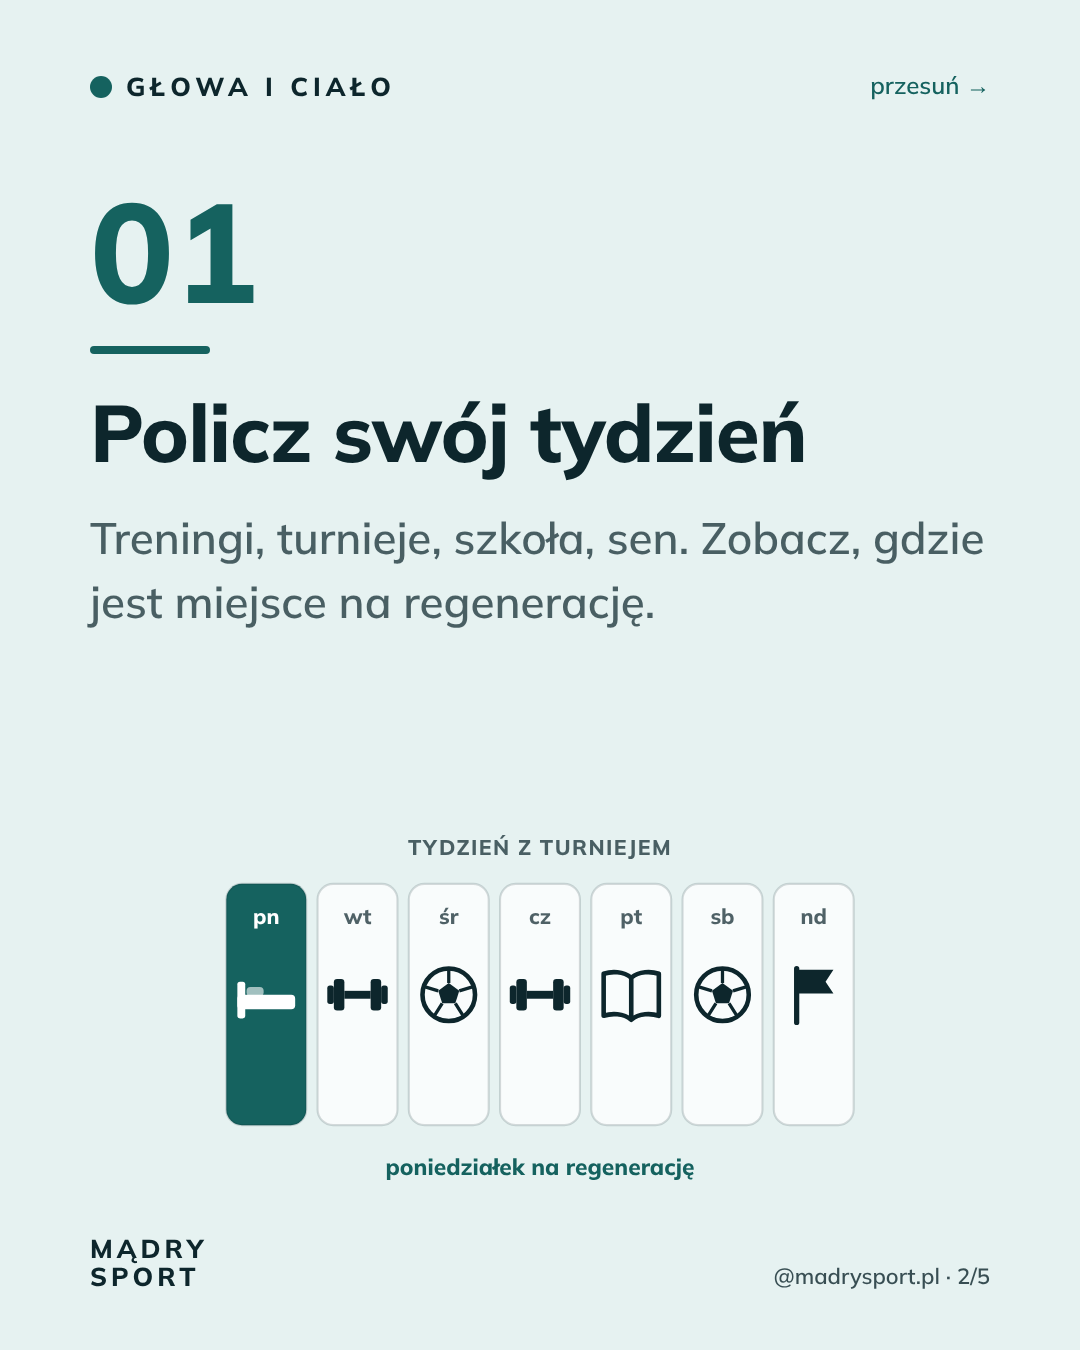 GŁOWA I CIAŁO
przesuń →
01
Policz swój tydzień
Treningi, turnieje, szkoła, sen. Zobacz, gdzie
jest miejsce na regenerację.
TYDZIEŃ Z TURNIEJEM
pn wt śr cz pt sb nd
poniedziałek na regenerację
MĄDRY
SPORT
@madrysport.pl · 2/5